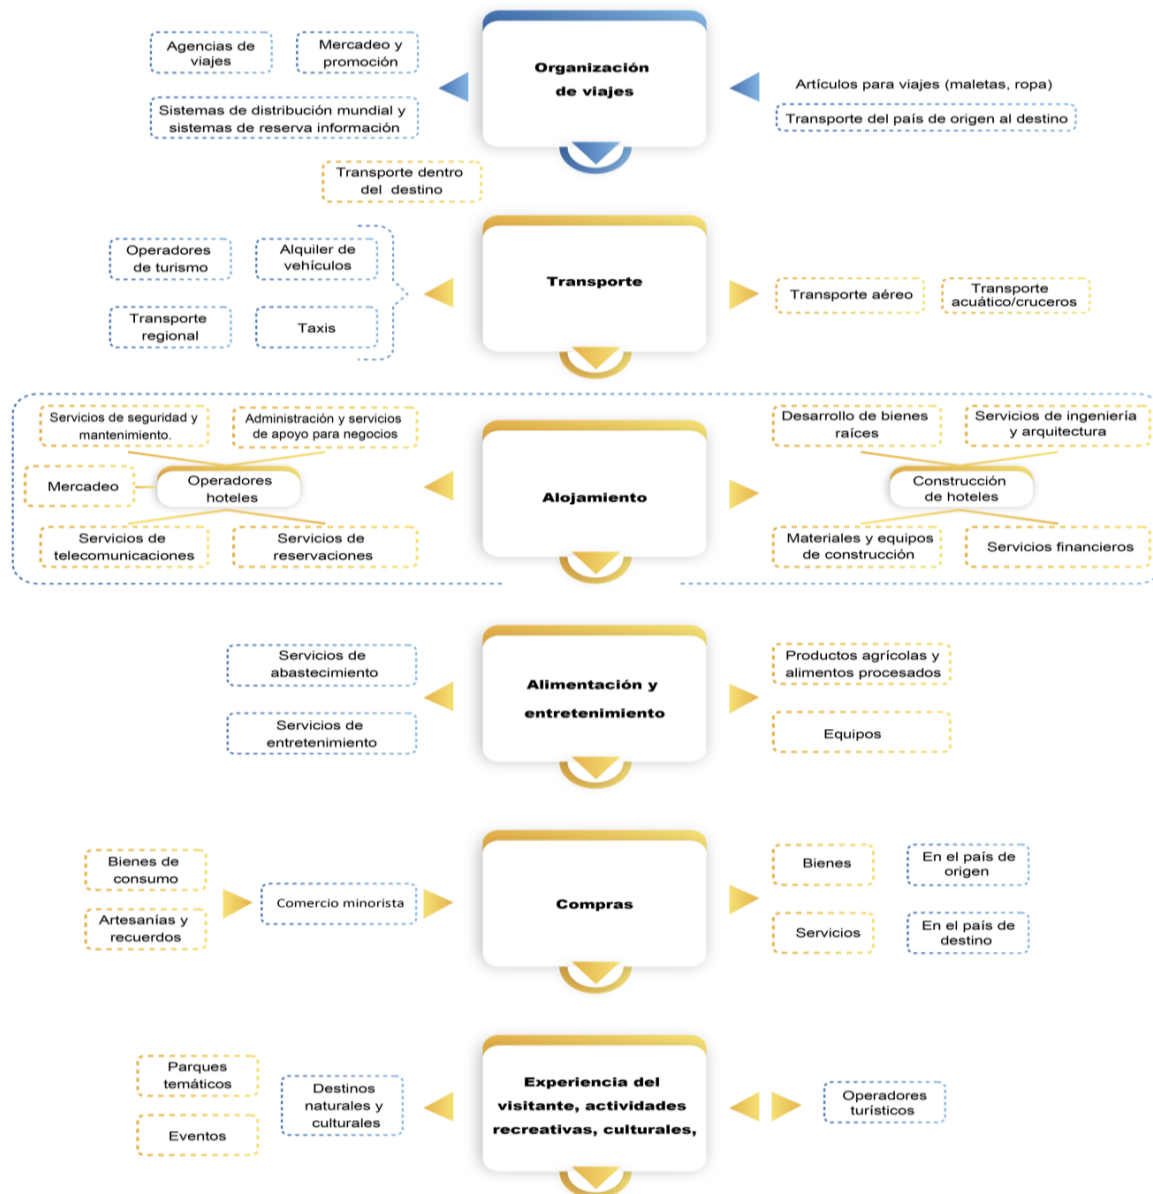 Agencias de
viajes
Mercadeo y
promoción
Sistemas de distribución mundial y
sistemas de reserva información
Organización
de viajes
Artículos para viajes (maletas, ropa)
Transporte del país de origen al destino
Transporte dentro
del destino
Operadores
de turismo
Alquiler de
vehículos
Transporte
regional
Taxis
Transporte
Transporte aéreo
Transporte
acuático/cruceros
Servicios de seguridad y
mantenimiento.
Administración y servicios
de apoyo para negocios
Mercadeo
Operadores
hoteles
Servicios de
telecomunicaciones
Servicios de
reservaciones
Alojamiento
Desarrollo de bienes
raíces
Servicios de ingeniería
y arquitectura
Construcción
de hoteles
Materiales y equipos
de construcción
Servicios financieros
Servicios de
abastecimiento
Servicios de
entretenimiento
Alimentación y
entretenimiento
Productos agrícolas y
alimentos procesados
Equipos
Bienes de
consumo
Artesanías y
recuerdos
Comercio minorista
Compras
Bienes
En el país de
origen
Servicios
En el país de
destino
Parques
temáticos
Eventos
Destinos
naturales y
culturales
Experiencia del
visitante, actividades
recreativas, culturales,
Operadores
turísticos